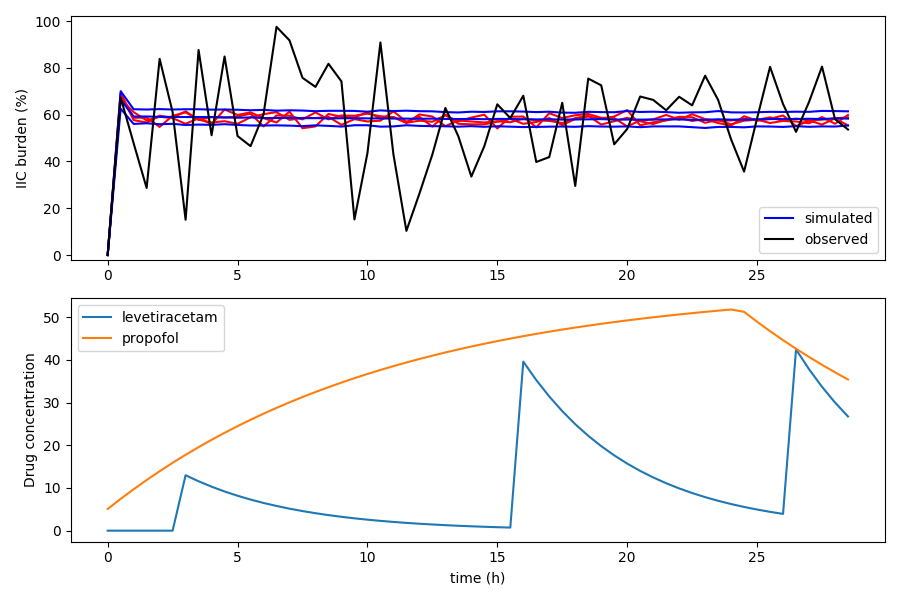 IIC burden (%)
100
80
60
40
20
0
simulated
observed
0 5 10 15 20 25
Drug concentration
50
40
30
20
10
0
levetiracetam
propofol
0 5 10 15 20 25
time (h)